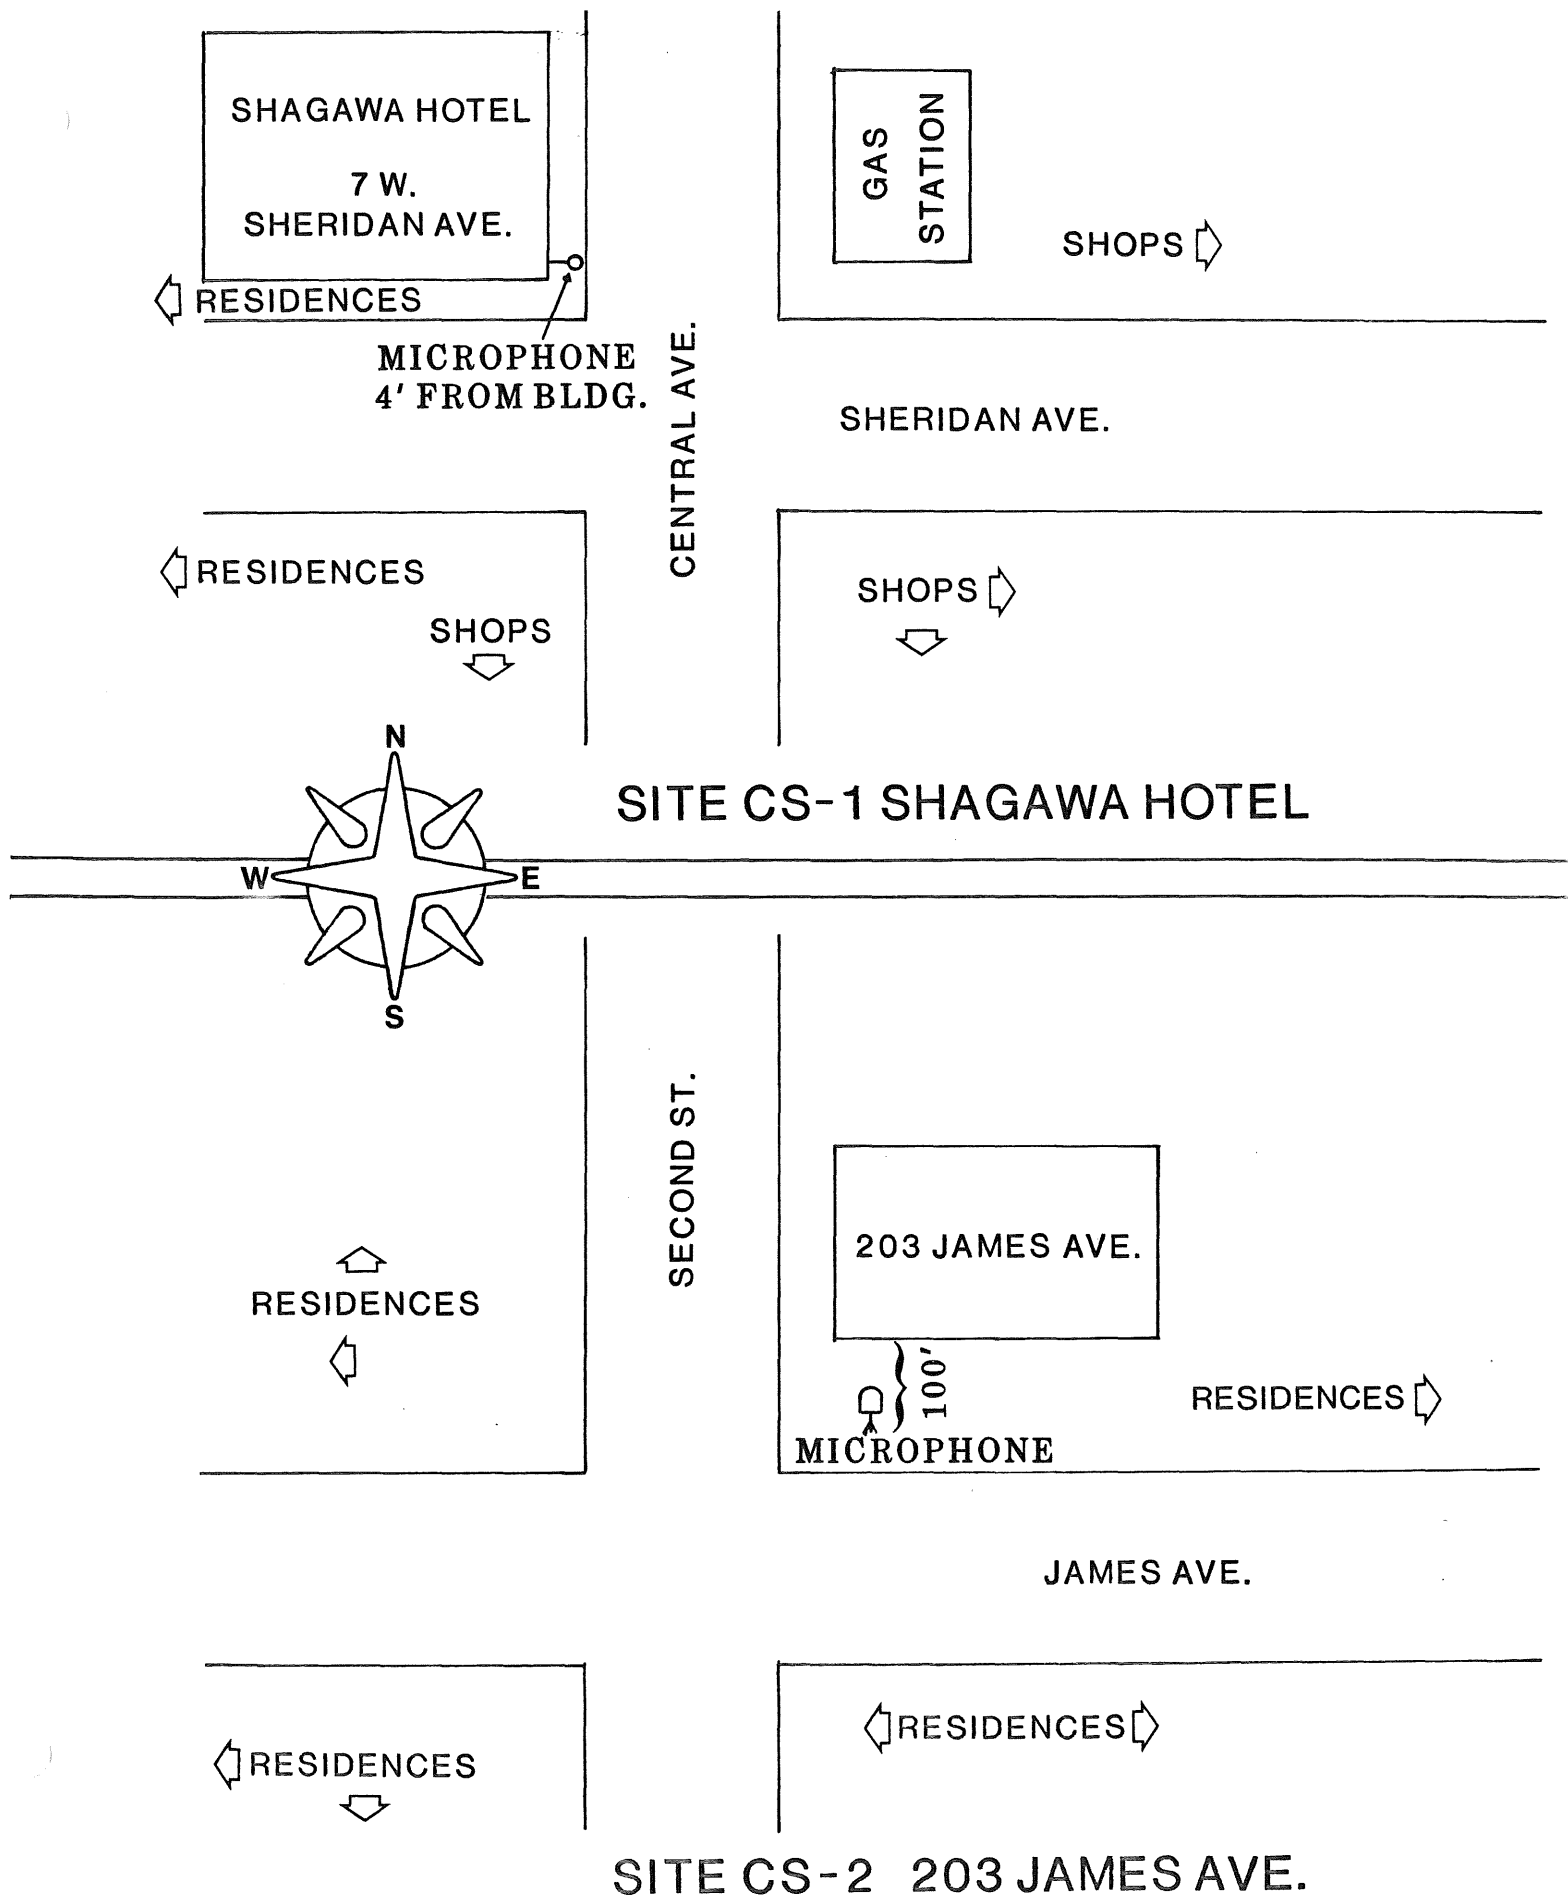 SHAGAWA HOTEL
7 W.
SHERIDAN AVE.
GAS
STATION
SHOPS
RESIDENCES
MICROPHONE
4' FROM BLDG.
CENTRAL AVE.
SHERIDAN AVE.
RESIDENCES
SHOPS
SHOPS
N
SITE CS-1 SHAGAWA HOTEL
W
E
S
SECOND ST.
203 JAMES AVE.
RESIDENCES
100'
RESIDENCES
MICROPHONE
JAMES AVE.
RESIDENCES
RESIDENCES
SITE CS-2 203 JAMES AVE.